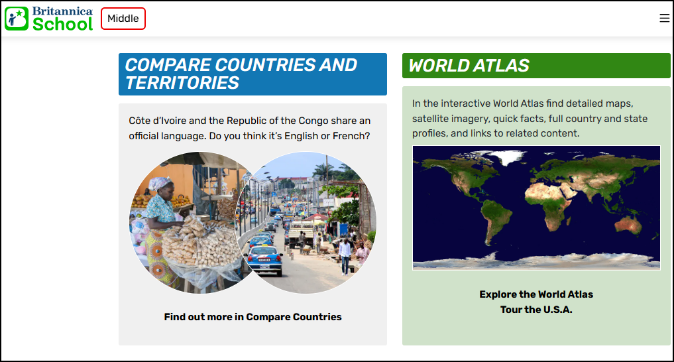 Britannica
School
Middle
COMPARE COUNTRIES AND
TERRITORIES
Côte d'Ivoire and the Republic of the Congo share an
official language. Do you think it's English or French?
Find out more in Compare Countries
WORLD ATLAS
In the interactive World Atlas find detailed maps,
satellite imagery, quick facts, full country and state
profiles, and links to related content.
Explore the World Atlas
Tour the U.S.A.